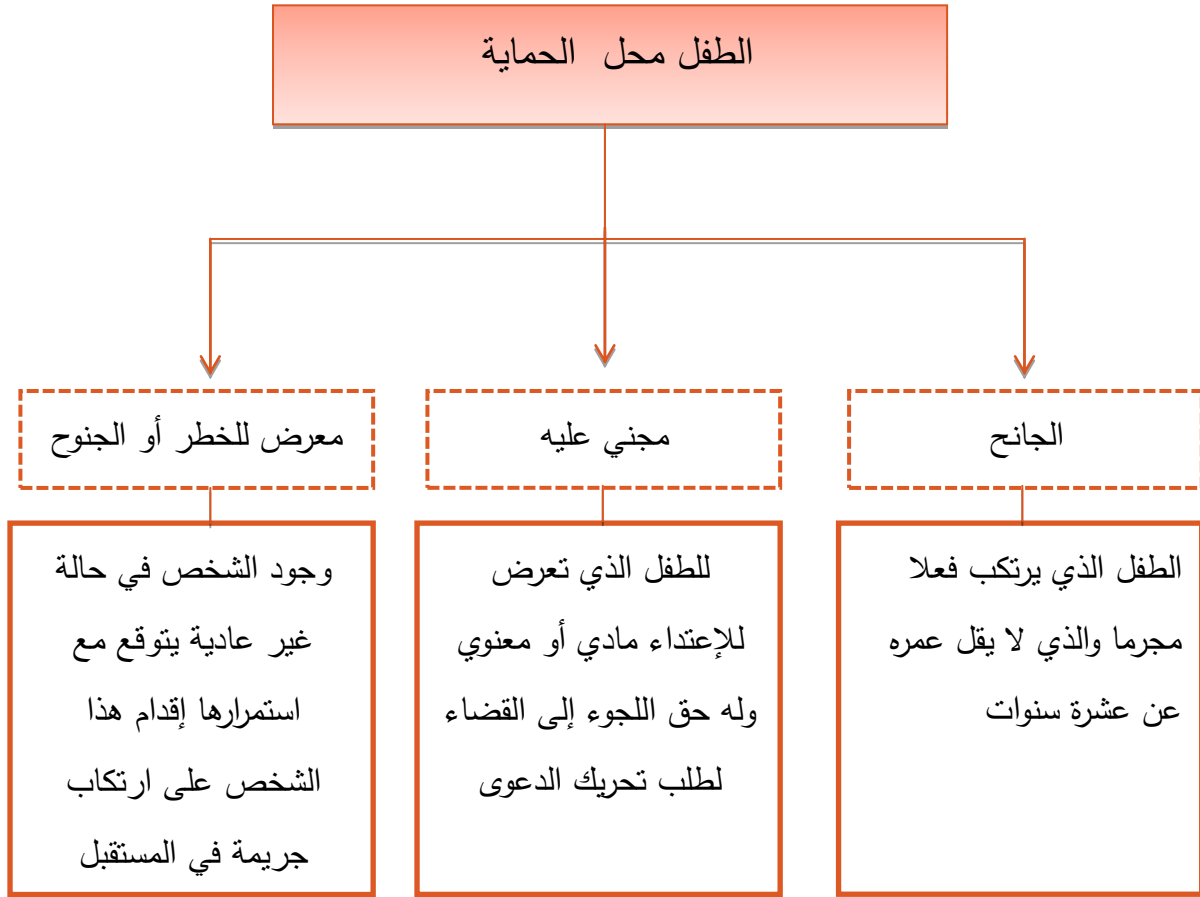 الطفل محل الحماية
الجانح
مجني عليه
معرض للخطر أو الجنوح
الطفل الذي يرتكب فعلا
مجرما والذي لا يقل عمره
عن عشرة سنوات
للطفل الذي تعرض
للإعتداء مادي أو معنوي
وله حق اللجوء إلى القضاء
لطلب تحريك الدعوى
وجود الشخص في حالة
غير عادية يتوقع مع
استمرارها إقدام هذا
الشخص على ارتكاب
جريمة في المستقبل